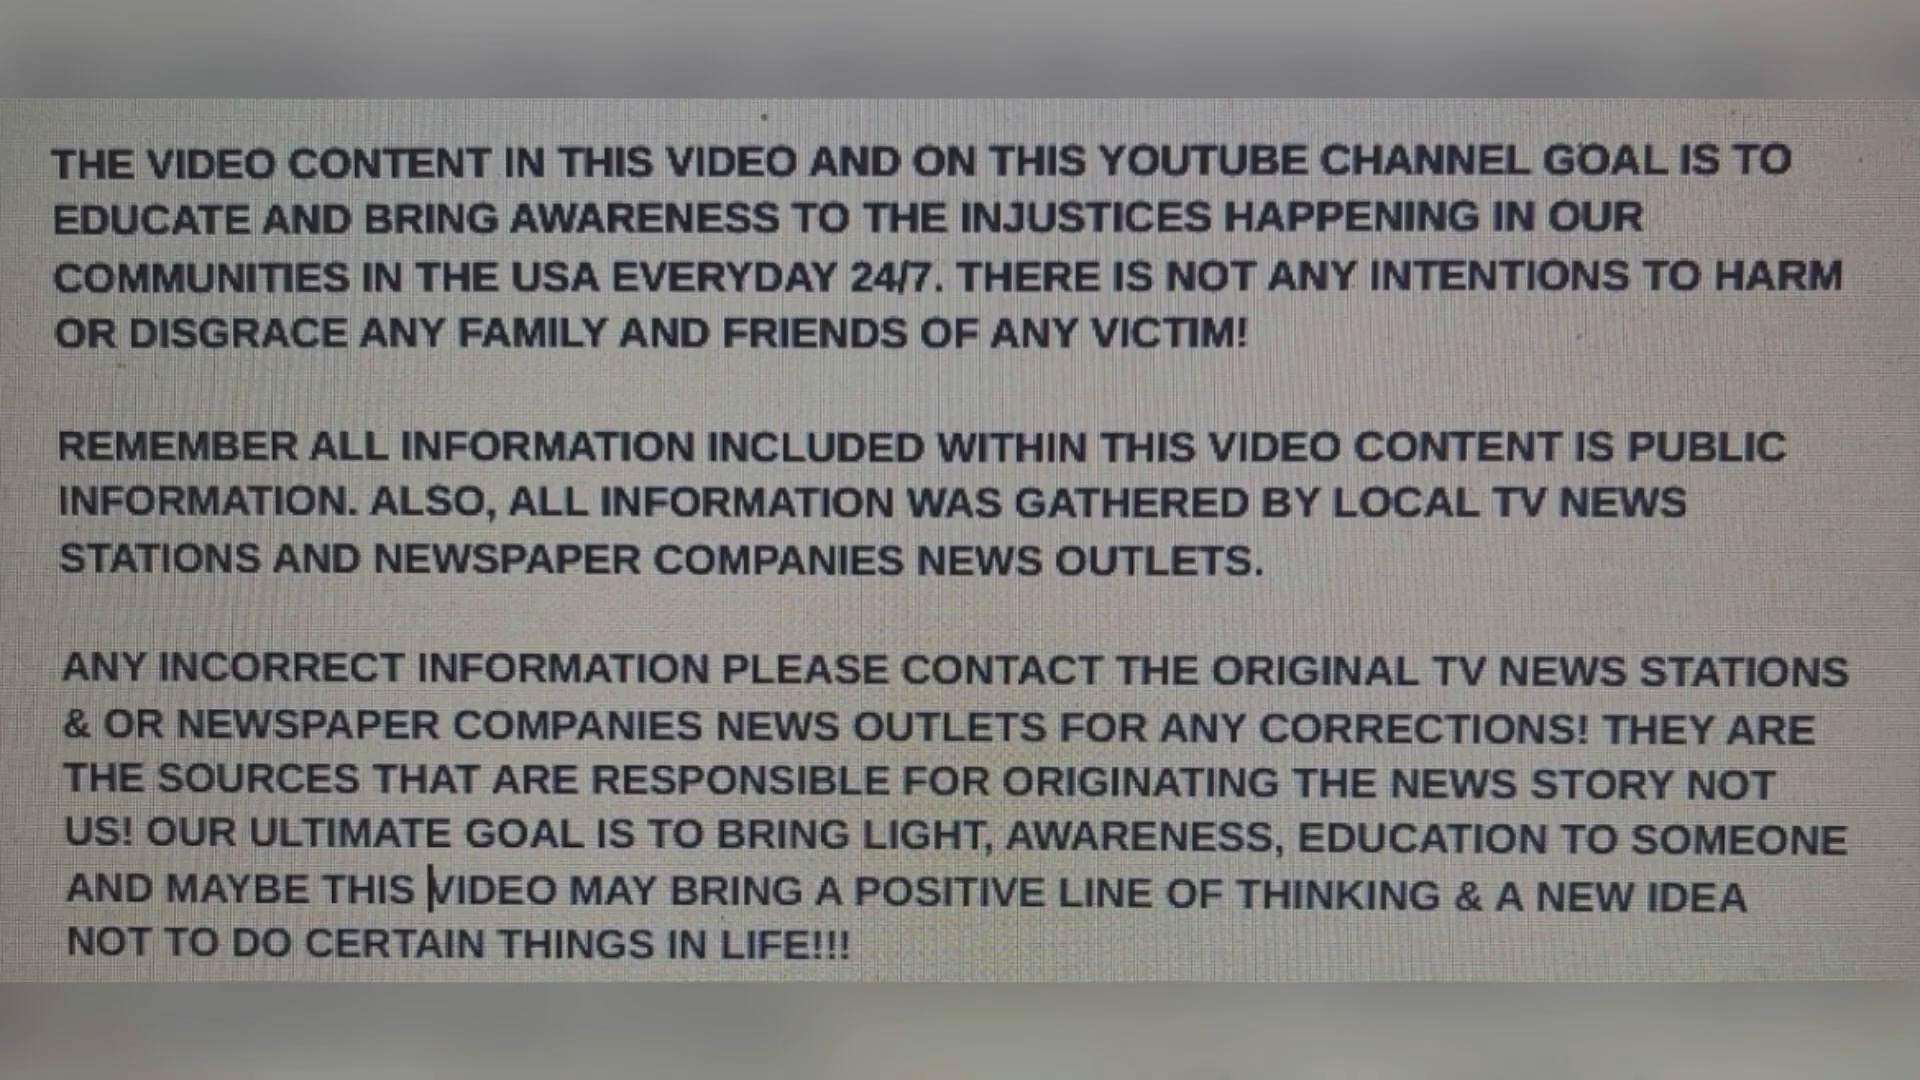 THE VIDEO CONTENT IN THIS VIDEO AND ON THIS YOUTUBE CHANNEL GOAL IS TO
EDUCATE AND BRING AWARENESS TO THE INJUSTICES HAPPENING IN OUR
COMMUNITIES IN THE USA EVERYDAY 24/7. THERE IS NOT ANY INTENTIONS TO HARM
OR DISGRACE ANY FAMILY AND FRIENDS OF ANY VICTIM!
REMEMBER ALL INFORMATION INCLUDED WITHIN THIS VIDEO CONTENT IS PUBLIC
INFORMATION. ALSO, ALL INFORMATION WAS GATHERED BY LOCAL TV NEWS
STATIONS AND NEWSPAPER COMPANIES NEWS OUTLETS.
ANY INCORRECT INFORMATION PLEASE CONTACT THE ORIGINAL TV NEWS STATIONS
& OR NEWSPAPER COMPANIES NEWS OUTLETS FOR ANY CORRECTIONS! THEY ARE
THE SOURCES THAT ARE RESPONSIBLE FOR ORIGINATING THE NEWS STORY NOT
US! OUR ULTIMATE GOAL IS TO BRING LIGHT, AWARENESS, EDUCATION TO SOMEONE
AND MAYBE THIS VIDEO MAY BRING A POSITIVE LINE OF THINKING & A NEW IDEA
NOT TO DO CERTAIN THINGS IN LIFE!!!